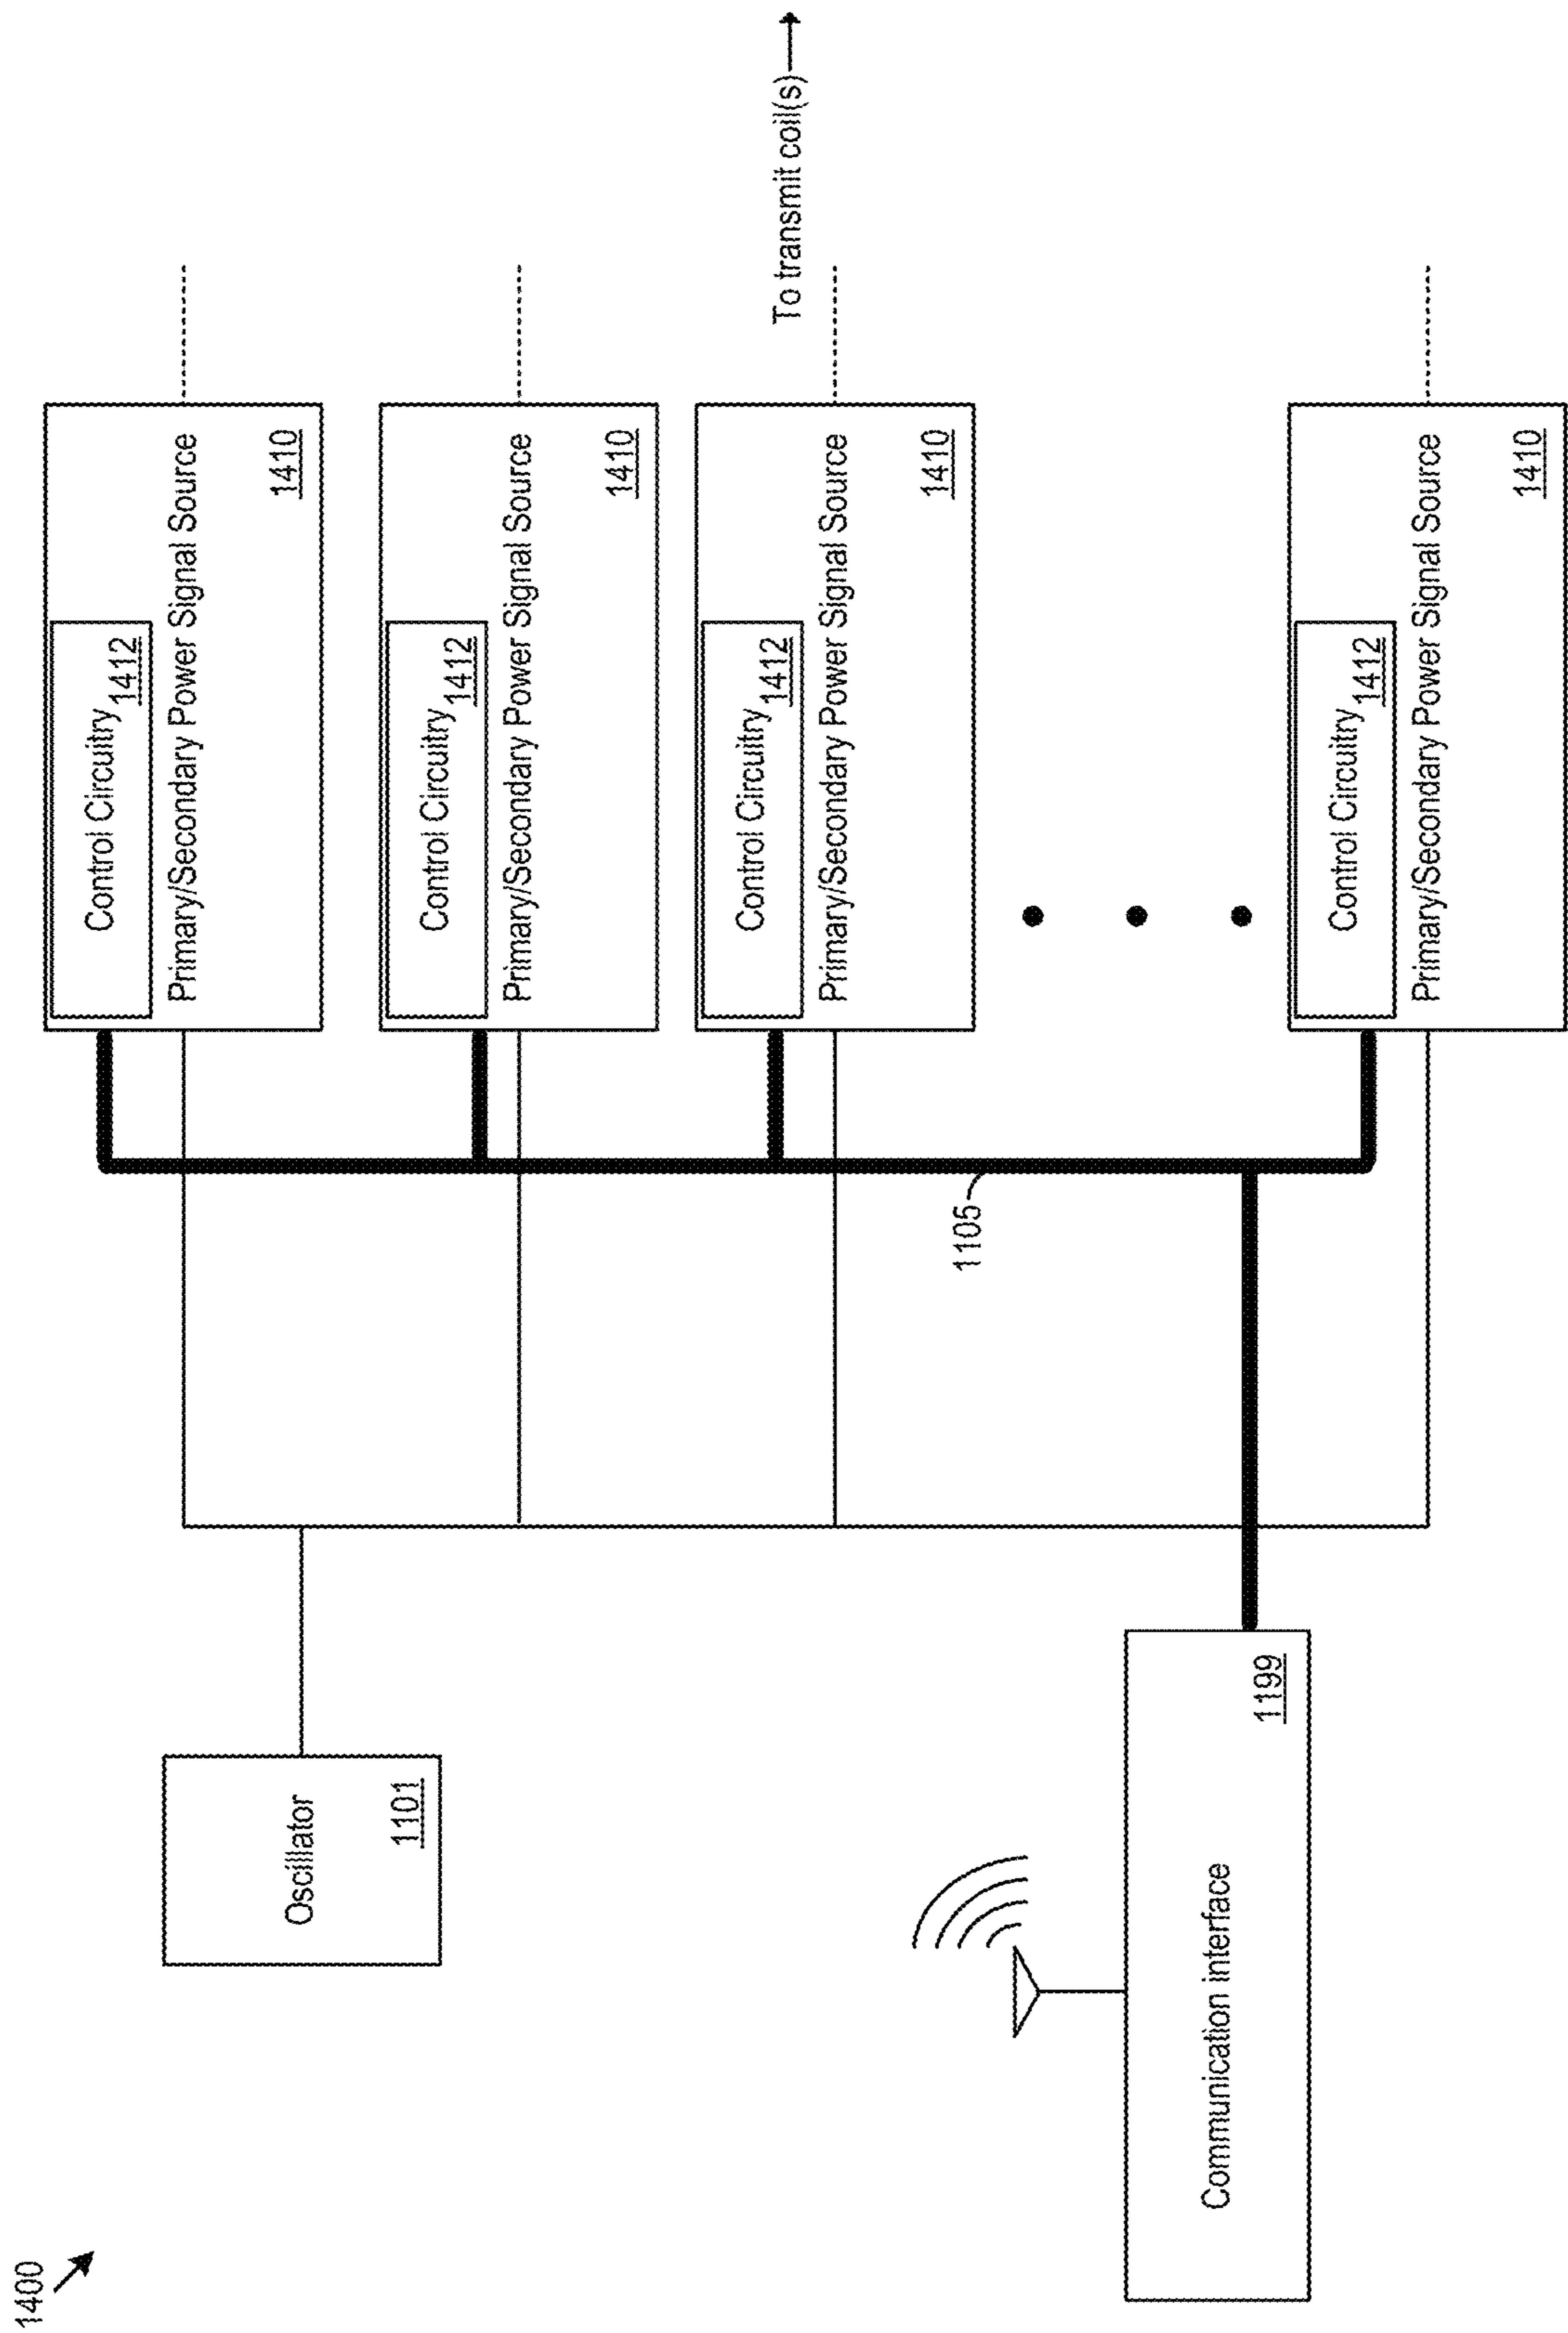 1400
Oscillator
1101
Communication interface
1199
1105
Control Circuitry
1412
Primary/Secondary Power Signal Source
1410
Control Circuitry
1412
Primary/Secondary Power Signal Source
1410
Control Circuitry
1412
Primary/Secondary Power Signal Source
1410
Control Circuitry
1412
Primary/Secondary Power Signal Source
1410
To transmit coil(s)